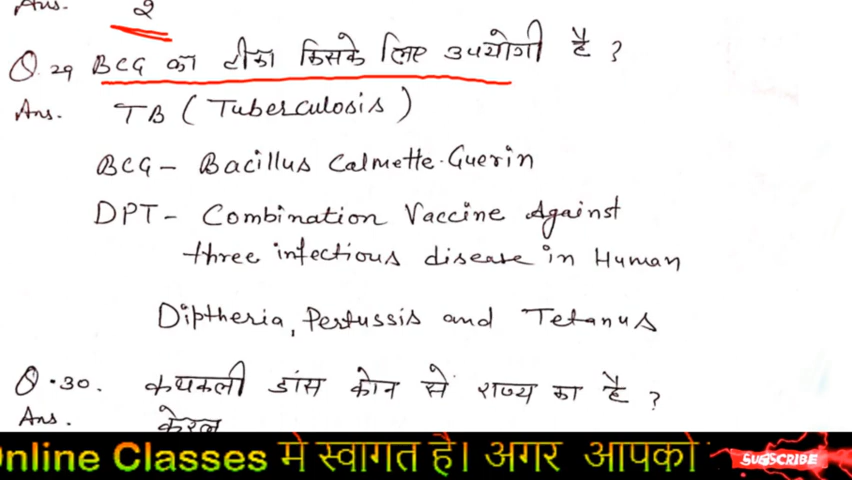 Ans. 2
Q.29 BCG का टीका किसके लिए उपयोगी है ?
Ans. TB ( Tuberculosis )
BCG - Bacillus Calmette-Guerin
DPT - Combination Vaccine Against
three infectious disease in Human
Diptheria, Pertussis and Tetanus
Q.30. कथकली डांस कोन से राज्य का है ?
Ans. केरल
Online Classes मे स्वागत है। अगर आपको
SUBSCRIBE